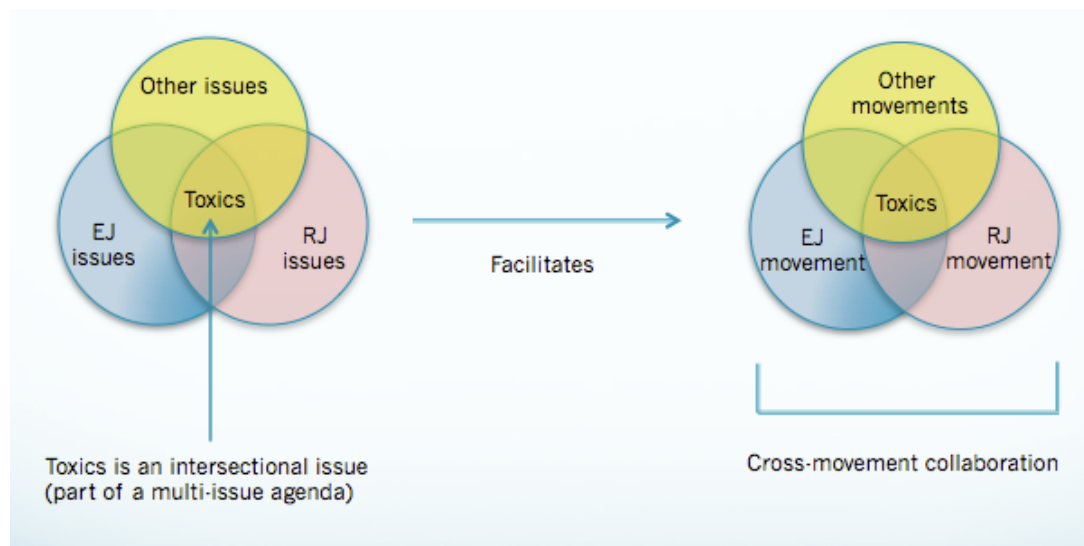 Other issues
Toxics
EJ
issues
RJ
issues
Toxics is an intersectional issue
(part of a multi-issue agenda)
Facilitates
Other
movements
Toxics
EJ
movement
RJ
movement
Cross-movement collaboration